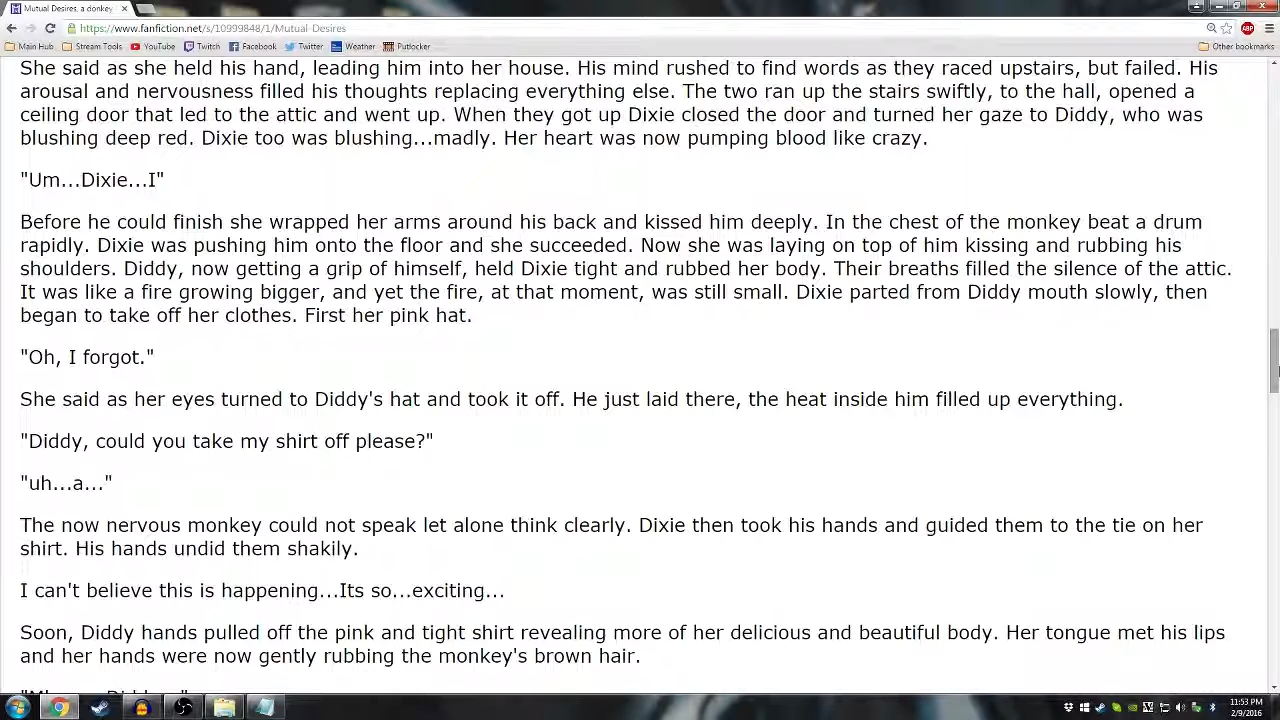 Mutual Desires, a donkey
11:53 PM
https://www.fanfiction.net/s/10999848/1/Mutual-Desires
Main Hub Stream Tools YouTube Twitch Facebook Twitter Weather Putlocker Other bookmarks
She said as she held his hand, leading him into her house. His mind rushed to find words as they raced upstairs, but failed. His
arousal and nervousness filled his thoughts replacing everything else. The two ran up the stairs swiftly, to the hall, opened a
ceiling door that led to the attic and went up. When they got up Dixie closed the door and turned her gaze to Diddy, who was
blushing deep red. Dixie too was blushing...madly. Her heart was now pumping blood like crazy.
"Um...Dixie...I"
Before he could finish she wrapped her arms around his back and kissed him deeply. In the chest of the monkey beat a drum
rapidly. Dixie was pushing him onto the floor and she succeeded. Now she was laying on top of him kissing and rubbing his
shoulders. Diddy, now getting a grip of himself, held Dixie tight and rubbed her body. Their breaths filled the silence of the attic.
It was like a fire growing bigger, and yet the fire, at that moment, was still small. Dixie parted from Diddy mouth slowly, then
began to take off her clothes. First her pink hat.
"Oh, I forgot."
She said as her eyes turned to Diddy's hat and took it off. He just laid there, the heat inside him filled up everything.
"Diddy, could you take my shirt off please?"
"uh...a..."
The now nervous monkey could not speak let alone think clearly. Dixie then took his hands and guided them to the tie on her
shirt. His hands undid them shakily.
I can't believe this is happening...Its so...exciting...
Soon, Diddy hands pulled off the pink and tight shirt revealing more of her delicious and beautiful body. Her tongue met his lips
and her hands were now gently rubbing the monkey's brown hair.
11:53 PM
2/9/2016